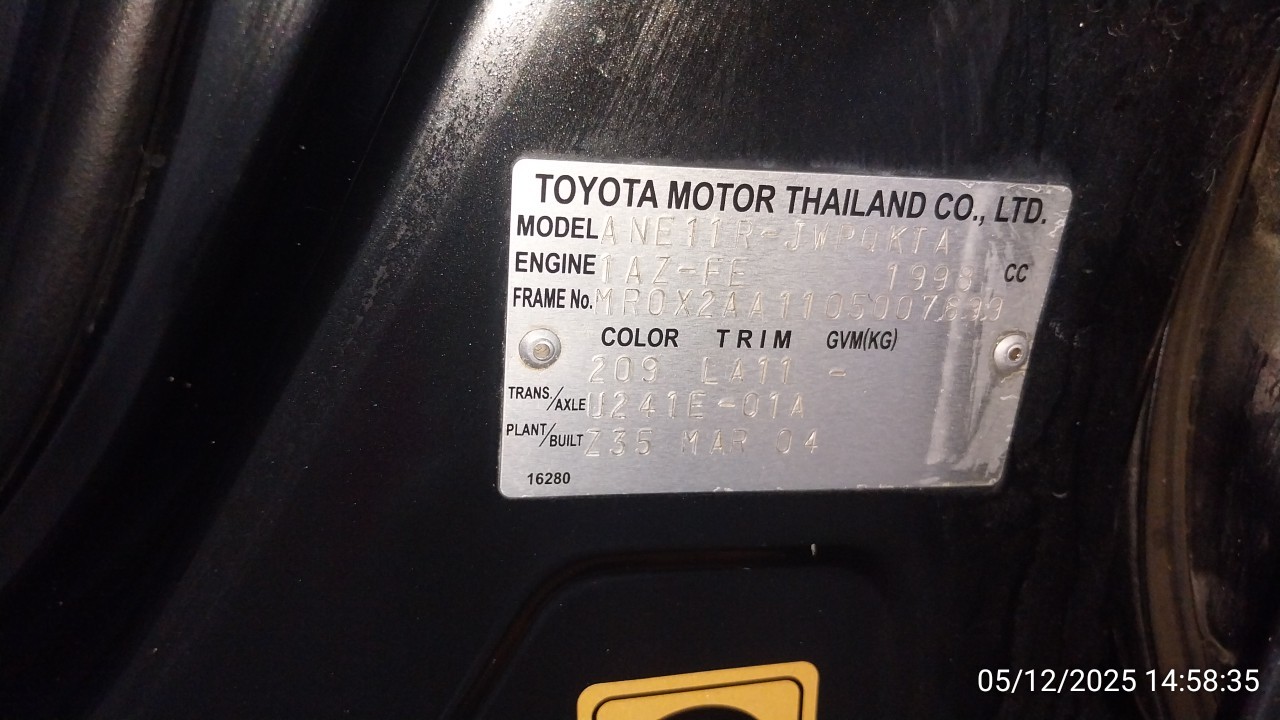 TOYOTA MOTOR THAILAND CO., LTD.
MODEL ANE11R-JWPQKTA
ENGINE 1AZ-FE 1998 CC
FRAME No.
COLOR TRIM GVM(KG)
209 LA11 -
TRANS./AXLE U241E-01A
PLANT/BUILT Z35 MAR 04
16280
05/12/2025 14:58:35